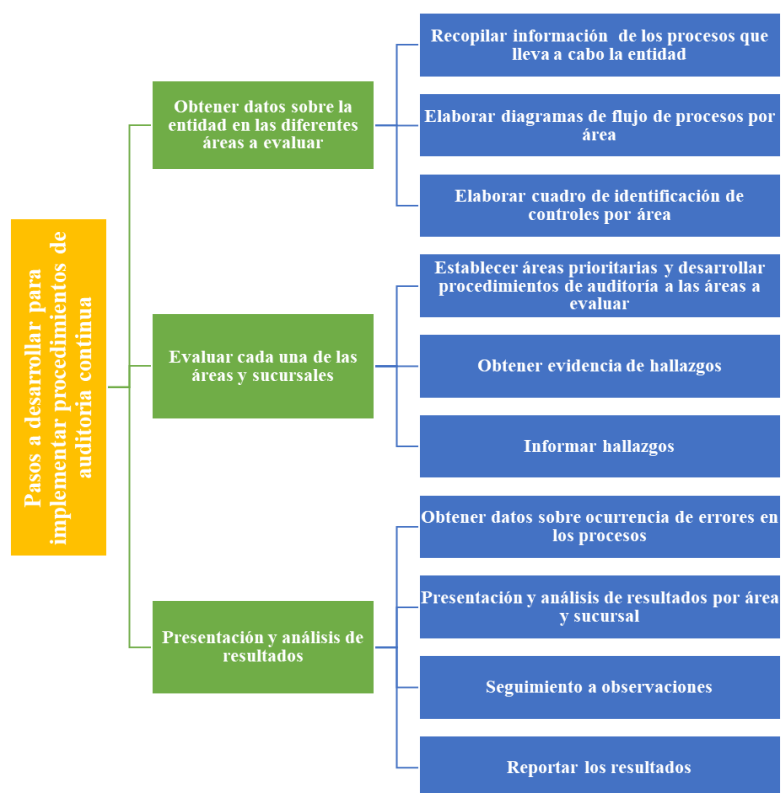 Pasos a desarrollar para
implementar procedimientos de
auditoria continua
Obtener datos sobre la
entidad en las diferentes
áreas a evaluar
Recopilar información de los procesos que
lleva a cabo la entidad
Elaborar diagramas de flujo de procesos por
área
Elaborar cuadro de identificación de
controles por área
Evaluar cada una de las
áreas y sucursales
Establecer áreas prioritarias y desarrollar
procedimientos de auditoría a las áreas a
evaluar
Obtener evidencia de hallazgos
Informar hallazgos
Presentación y análisis de
resultados
Obtener datos sobre ocurrencia de errores en
los procesos
Presentación y análisis de resultados por área
y sucursal
Seguimiento a observaciones
Reportar los resultados